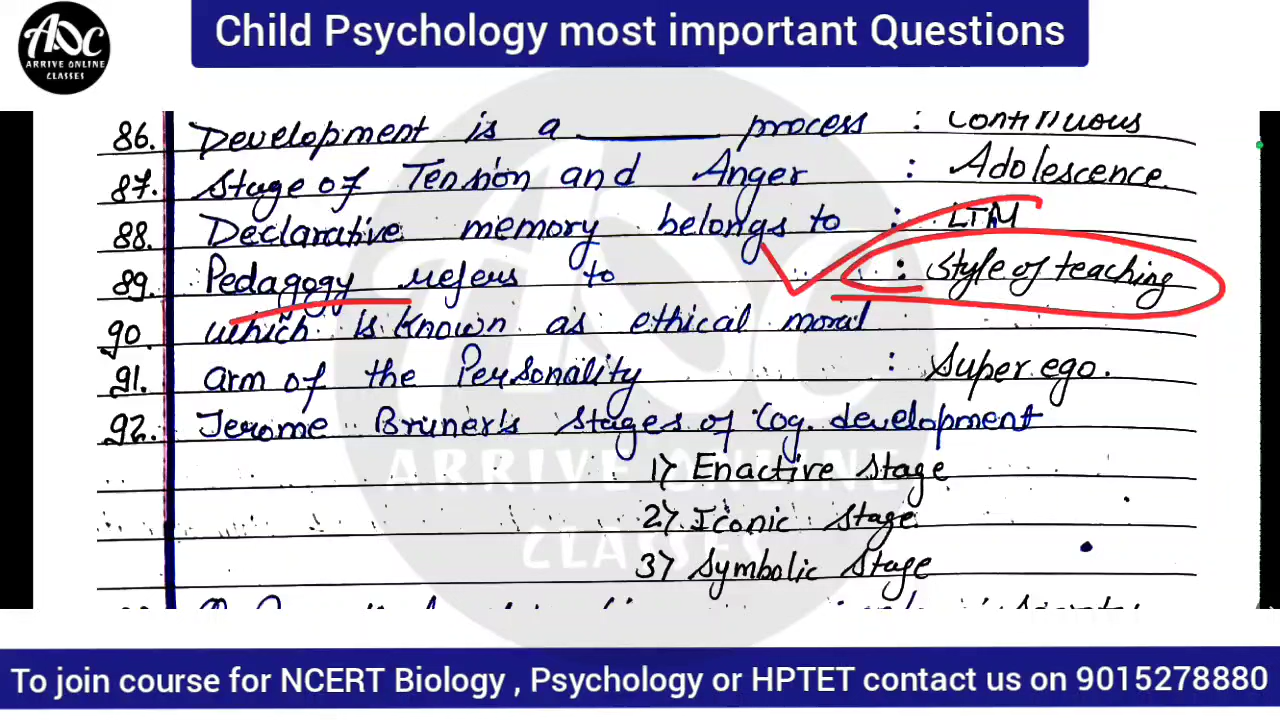 ADC
ARRIVE ONLINE
CLASSES
Child Psychology most important Questions
86. Development is a ______ process : Continuous
87. Stage of Tension and Anger : Adolescence
88. Declarative memory belongs to : LTM
89. Pedagogy refers to : Style of teaching
90. which is known as ethical moral
91. arm of the Personality : Super ego.
92. Jerome Bruner's Stages of Cog. development
1) Enactive Stage
2) Iconic Stage
3) Symbolic Stage
ARRIVE ONLINE
CLASSES
To join course for NCERT Biology , Psychology or HPTET contact us on 9015278880